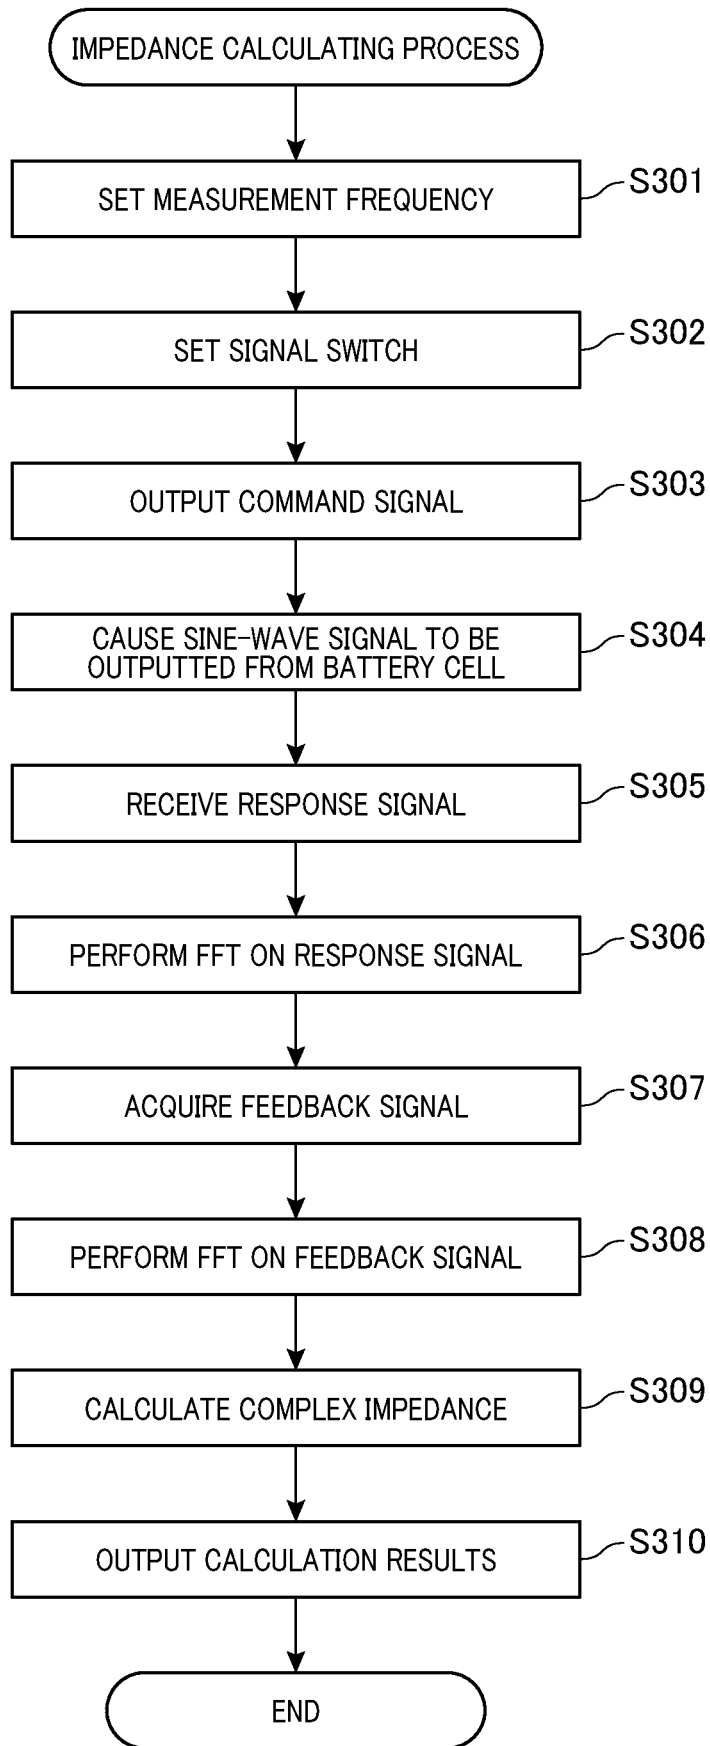 IMPEDANCE CALCULATING PROCESS
SET MEASUREMENT FREQUENCY
S301
SET SIGNAL SWITCH
S302
OUTPUT COMMAND SIGNAL
S303
CAUSE SINE-WAVE SIGNAL TO BE
OUTPUTTED FROM BATTERY CELL
S304
RECEIVE RESPONSE SIGNAL
S305
PERFORM FFT ON RESPONSE SIGNAL
S306
ACQUIRE FEEDBACK SIGNAL
S307
PERFORM FFT ON FEEDBACK SIGNAL
S308
CALCULATE COMPLEX IMPEDANCE
S309
OUTPUT CALCULATION RESULTS
S310
END